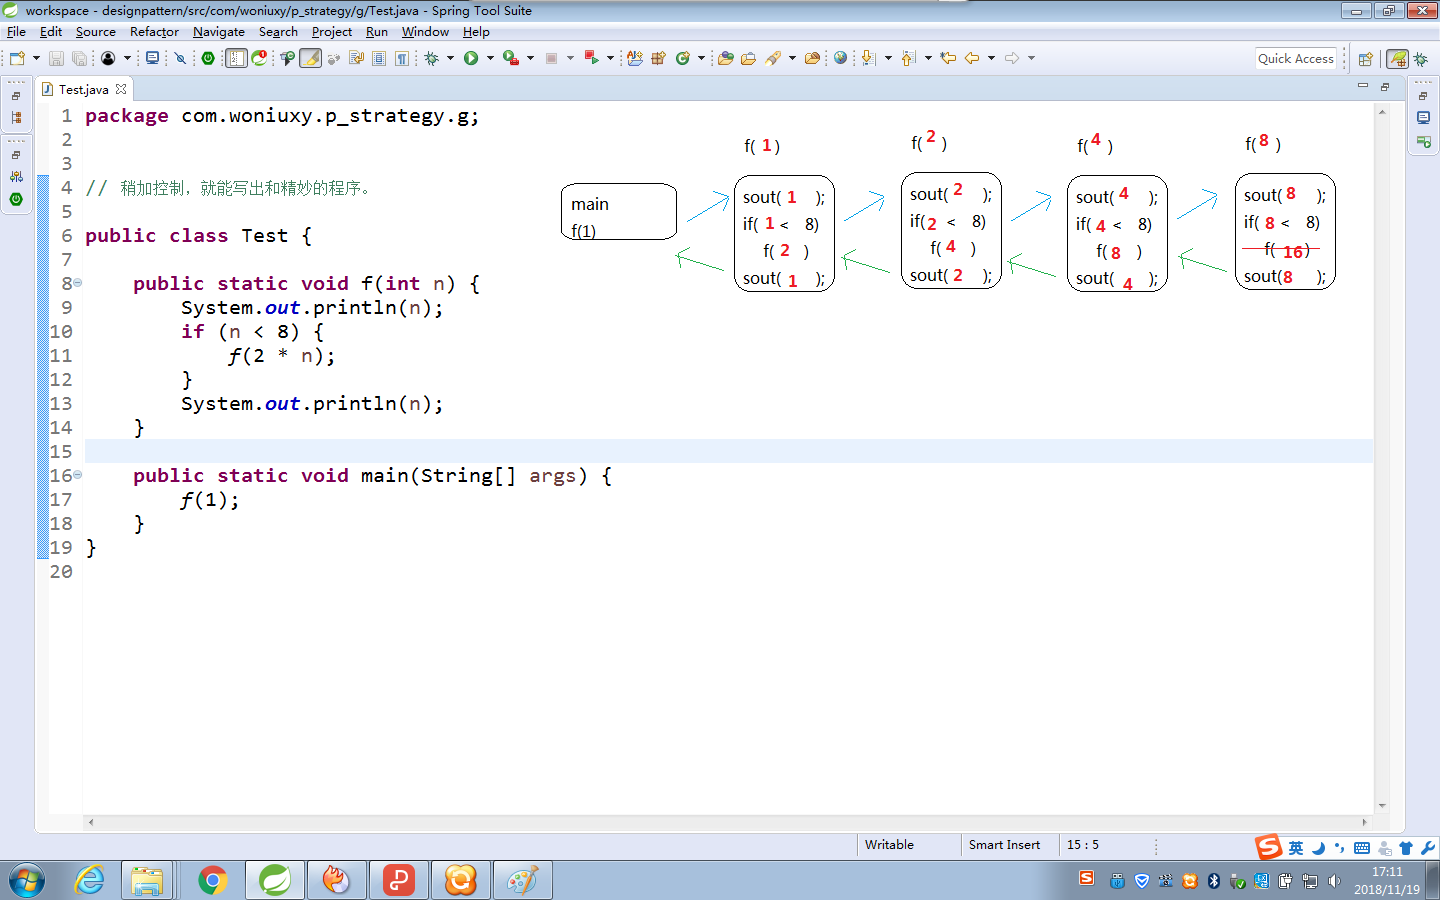 workspace - designpattern/src/com/woniuxy/p_strategy/g/Test.java - Spring Tool Suite
File Edit Source Refactor Navigate Search Project Run Window Help
Quick Access
Test.java
1 package com.woniuxy.p_strategy.g;
2
3
4 // 稍加控制，就能写出和精妙的程序。
5
6 public class Test {
7
8 public static void f(int n) {
9 System.out.println(n);
10 if (n < 8) {
11 f(2 * n);
12 }
13 System.out.println(n);
14 }
15
16 public static void main(String[] args) {
17 f(1);
18 }
19 }
20
main
f(1)
f( 1 )
sout( 1 );
if( 1 < 8)
f( 2 )
sout( 1 );
f( 2 )
sout( 2 );
if( 2 < 8)
f( 4 )
sout( 2 );
f( 4 )
sout( 4 );
if( 4 < 8)
f( 8 )
sout( 4 );
f( 8 )
sout( 8 );
if( 8 < 8)
f( 16 )
sout( 8 );
Writable Smart Insert 15 : 5
英
17:11
2018/11/19